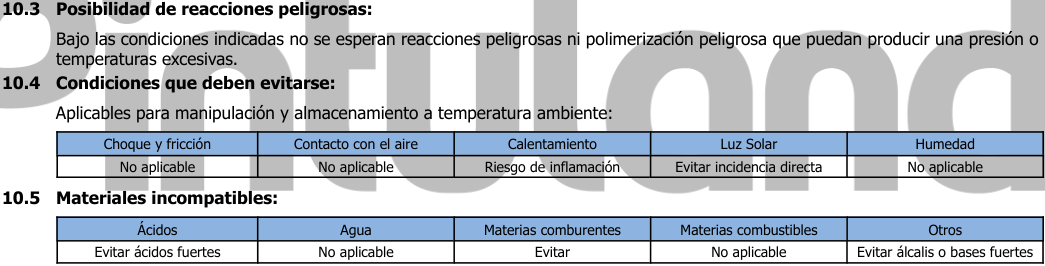 10.3 Posibilidad de reacciones peligrosas:
Bajo las condiciones indicadas no se esperan reacciones peligrosas ni polimerización peligrosa que puedan producir una presión o
temperaturas excesivas.
10.4 Condiciones que deben evitarse:
Aplicables para manipulación y almacenamiento a temperatura ambiente:
Choque y fricción Contacto con el aire Calentamiento Luz Solar Humedad
No aplicable No aplicable Riesgo de inflamación Evitar incidencia directa No aplicable
10.5 Materiales incompatibles:
Ácidos Agua Materias comburentes Materias combustibles Otros
Evitar ácidos fuertes No aplicable Evitar No aplicable Evitar álcalis o bases fuertes
Pintuland